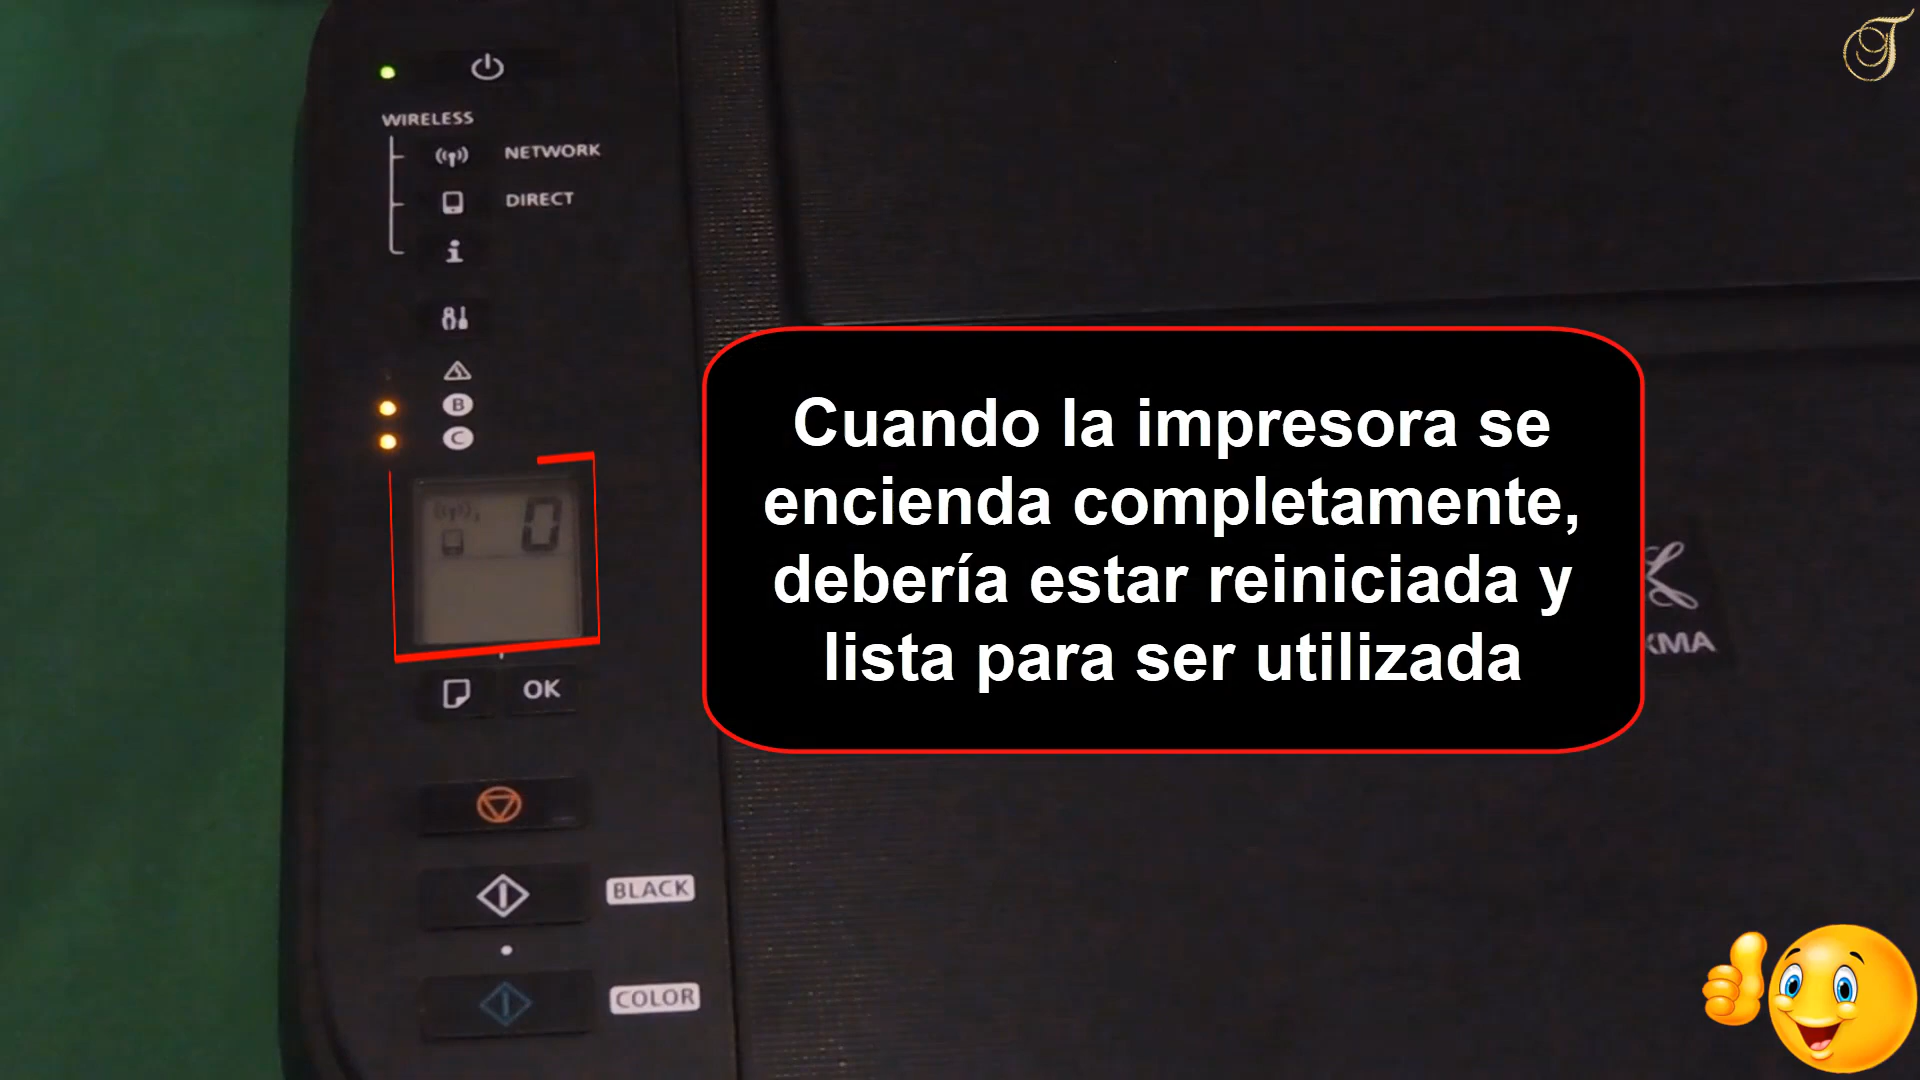 WIRELESS
NETWORK
DIRECT
B
C
0
OK
BLACK
COLOR
Cuando la impresora se
encienda completamente,
debería estar reiniciada y
lista para ser utilizada